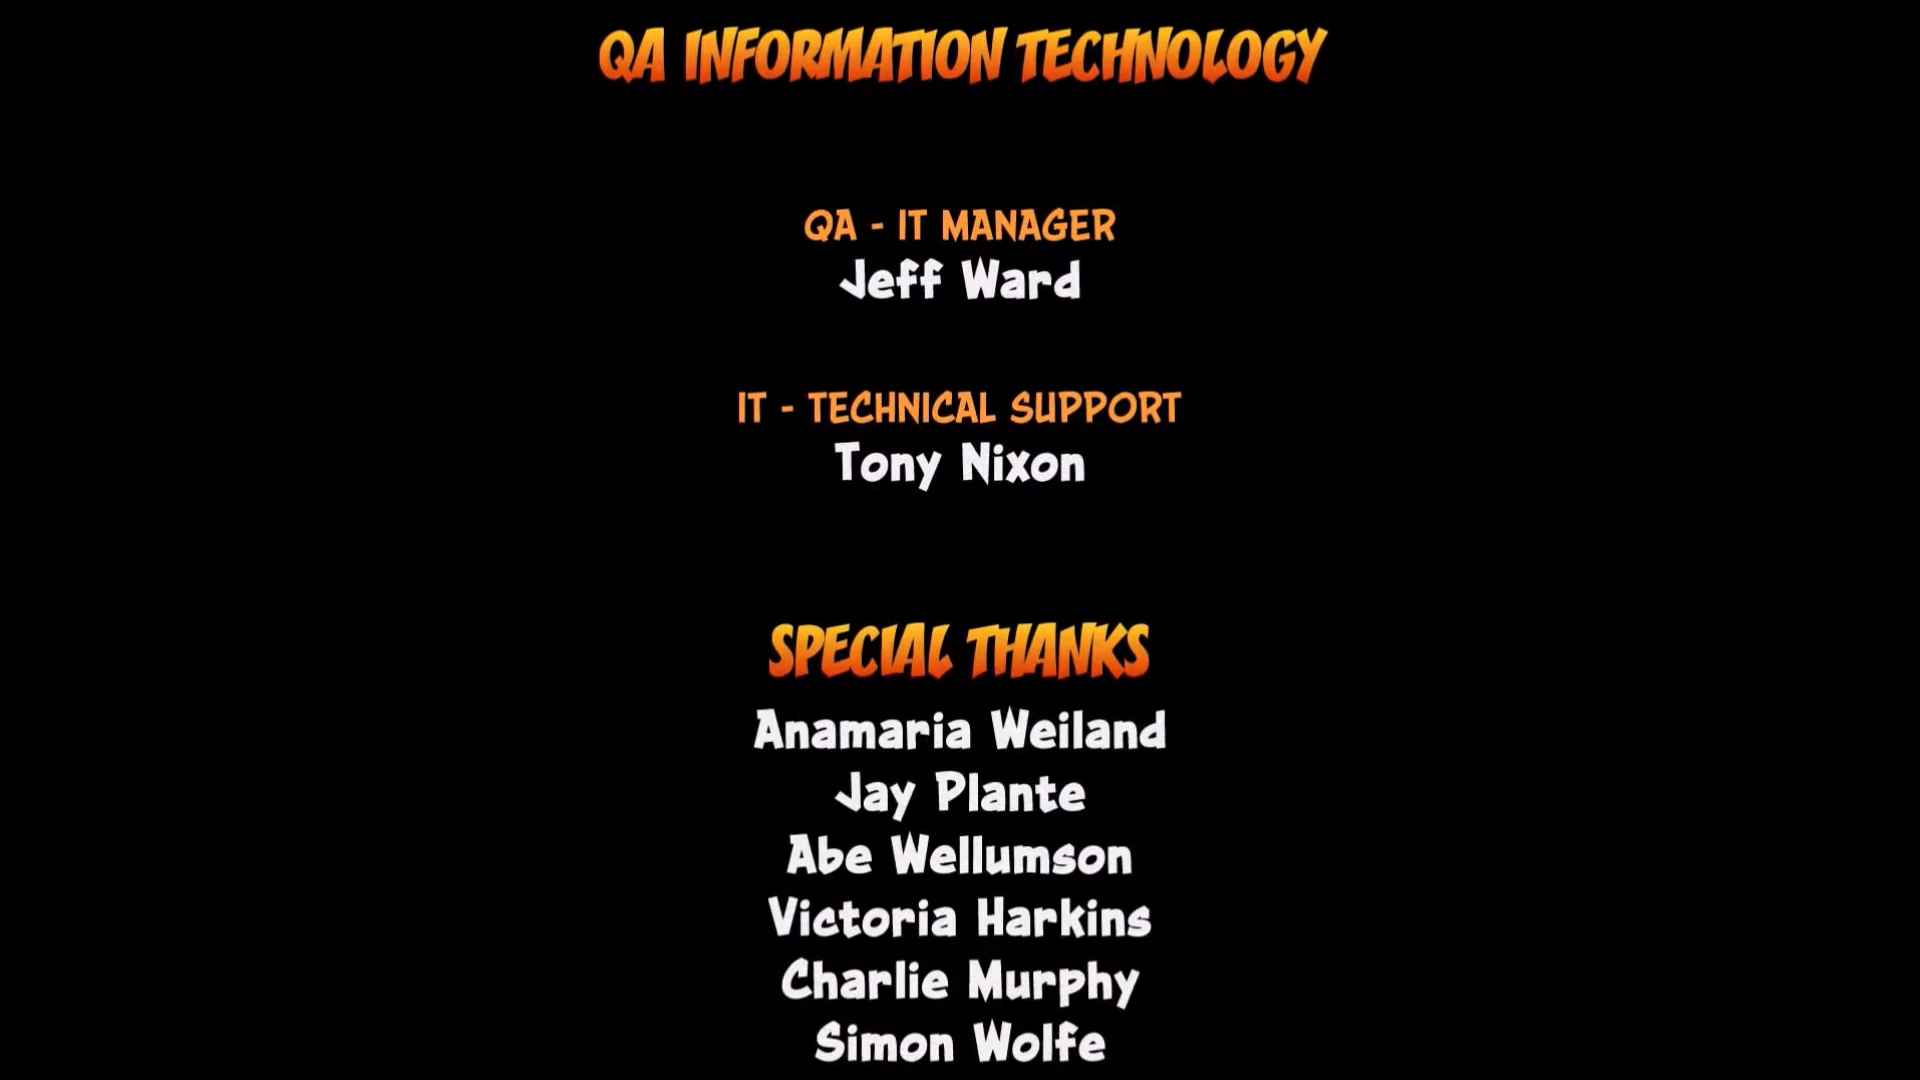 QA INFORMATION TECHNOLOGY
QA - IT MANAGER
Jeff Ward
IT - TECHNICAL SUPPORT
Tony Nixon
SPECIAL THANKS
Anamaria Weiland
Jay Plante
Abe Wellumson
Victoria Harkins
Charlie Murphy
Simon Wolfe